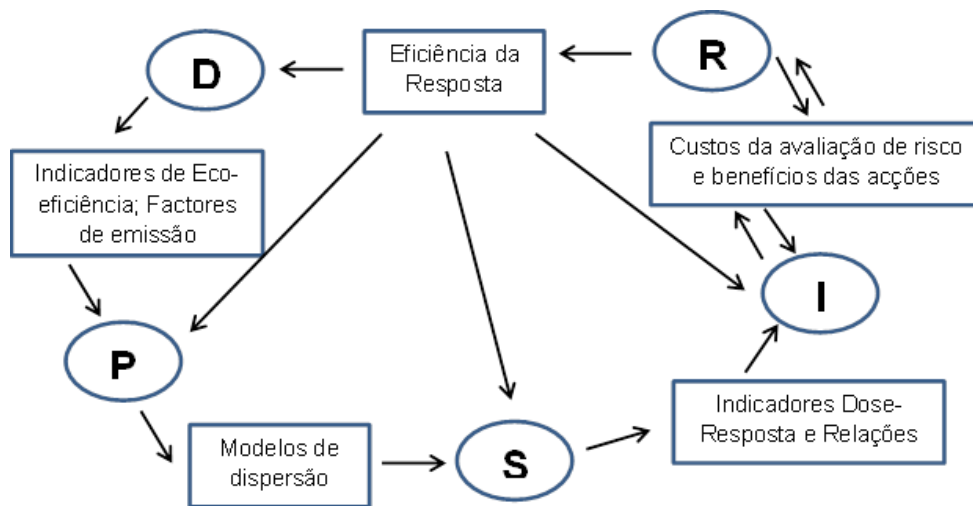 D
Eficiência da
Resposta
R
Indicadores de Eco-
eficiência; Factores
de emissão
Custos da avaliação de risco
e benefícios das acções
P
I
Modelos de
dispersão
S
Indicadores Dose-
Resposta e Relações